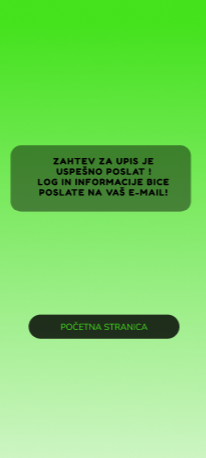 ZAHTEV ZA UPIS JE
USPEŠNO POSLAT !
LOG IN INFORMACIJE BICE
POSLATE NA VAŠ E-MAIL!
POČETNA STRANICA